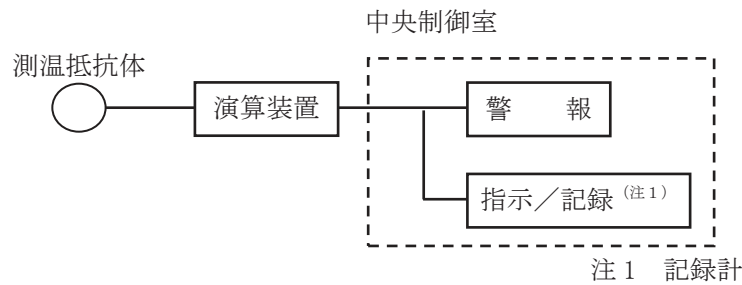 中央制御室
測温抵抗体
演算装置
警　　報
指示／記録（注1）
注１　記録計